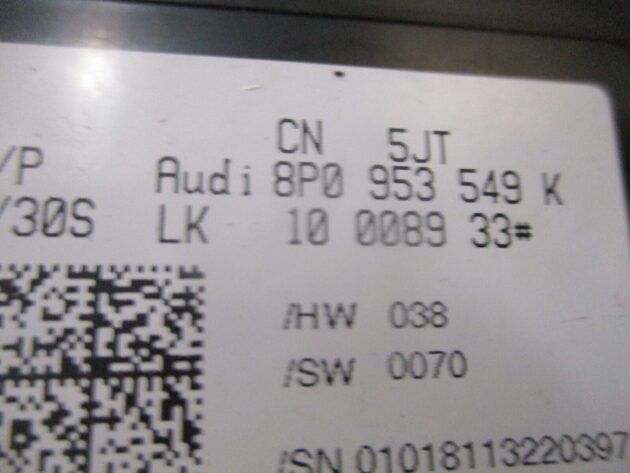 CN 5JT
/P Audi 8P0 953 549 K
/30S LK 10 0089 33#
/HW 038
/SW 0070
/SN 01018113220397